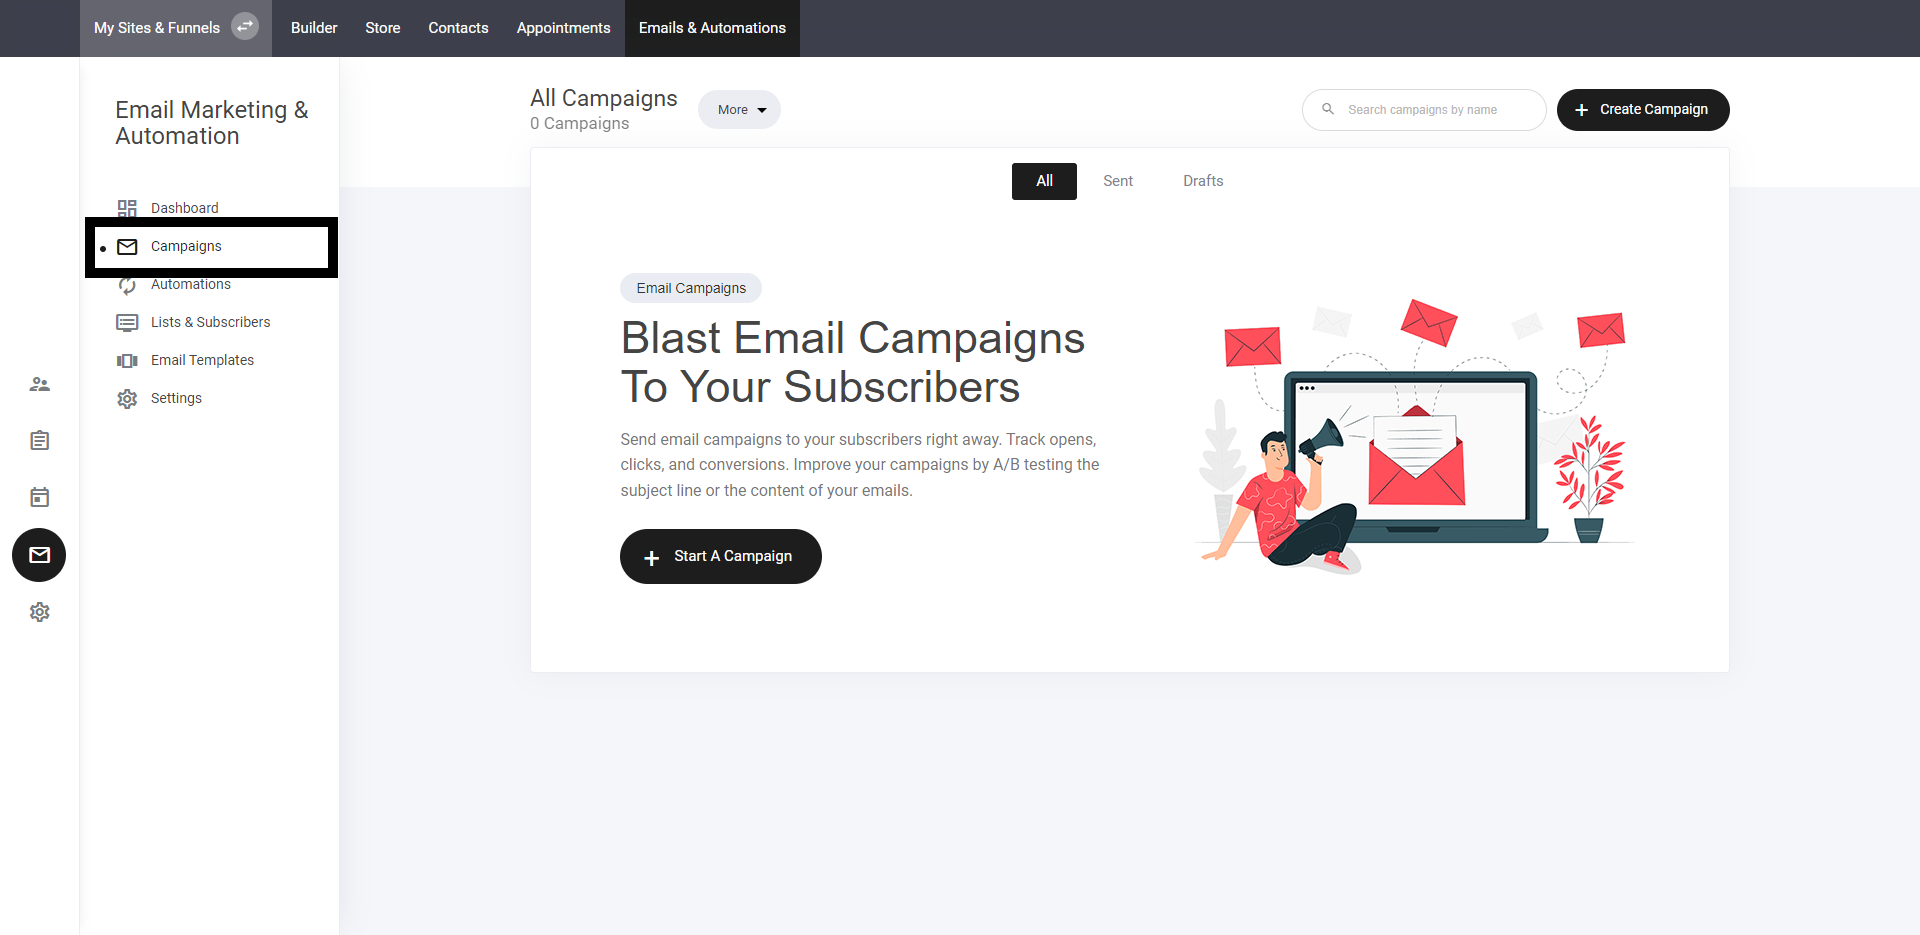 My Sites & Funnels
Builder
Store
Contacts
Appointments
Emails & Automations
Email Marketing &
Automation
Dashboard
Campaigns
Automations
Lists & Subscribers
Email Templates
Settings
All Campaigns
0 Campaigns
More
Search campaigns by name
Create Campaign
All
Sent
Drafts
Email Campaigns
Blast Email Campaigns
To Your Subscribers
Send email campaigns to your subscribers right away. Track opens,
clicks, and conversions. Improve your campaigns by A/B testing the
subject line or the content of your emails.
Start A Campaign